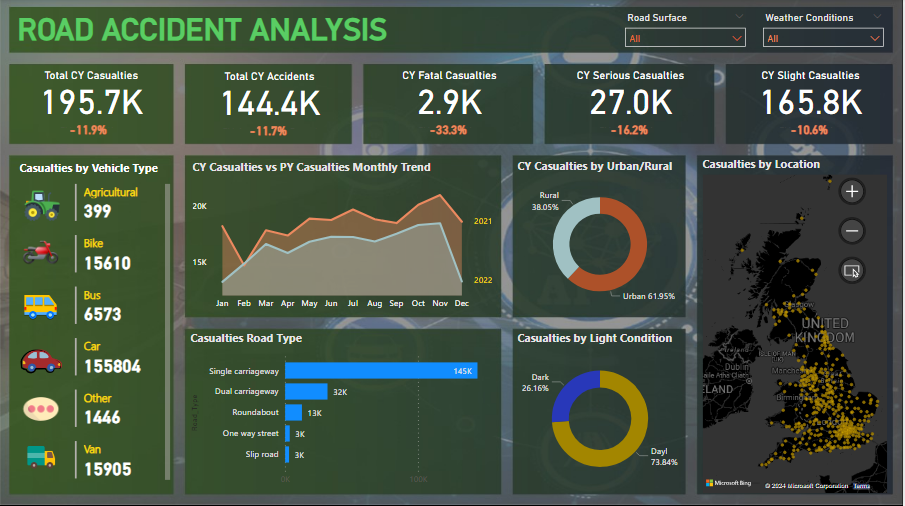 ROAD ACCIDENT ANALYSIS
Road Surface
All
Weather Conditions
All
Total CY Casualties
195.7K
-11.9%
Total CY Accidents
144.4K
-11.7%
CY Fatal Casualties
2.9K
-33.3%
CY Serious Casualties
27.0K
-16.2%
CY Slight Casualties
165.8K
-10.6%
Casualties by Vehicle Type
Agricultural
399
Bike
15610
Bus
6573
Car
155804
Other
1446
Van
15905
CY Casualties vs PY Casualties Monthly Trend
20K
15K
2021
2022
Jan Feb Mar Apr May Jun Jul Aug Sep Oct Nov Dec
Casualties Road Type
Road Type
Single carriageway 145K
Dual carriageway 32K
Roundabout 13K
One way street 3K
Slip road 3K
0K 100K
CY Casualties by Urban/Rural
Rural
38.05%
Urban 61.95%
Casualties by Light Condition
Dark
26.16%
Dayl
73.84%
Casualties by Location
UNITED
KINGDOM
ISLE OF MAN
Dublin
Microsoft Bing
© 2024 Microsoft Corporation Terms